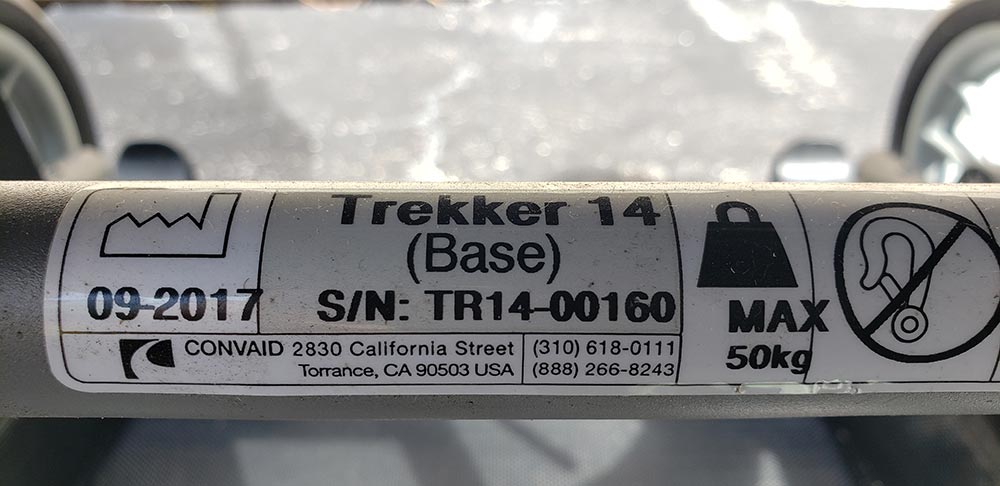 Trekker 14
(Base)
09-2017
S/N: TR14-00160
MAX
50kg
CONVAID 2830 California Street
Torrance, CA 90503 USA
(310) 618-0111
(888) 266-8243